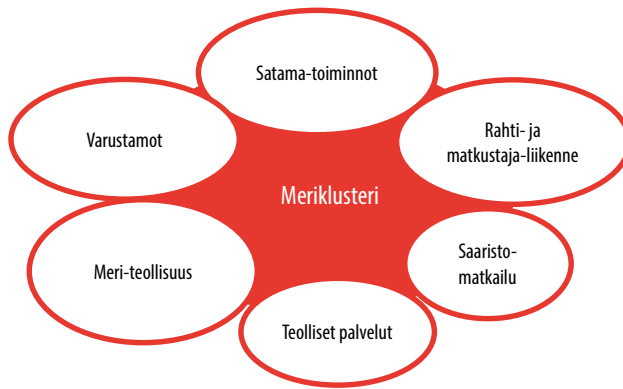 Satama-toiminnot
Varustamot
Rahti- ja
matkustaja-liikenne
Meriklusteri
Meri-teollisuus
Saaristo-
matkailu
Teolliset palvelut